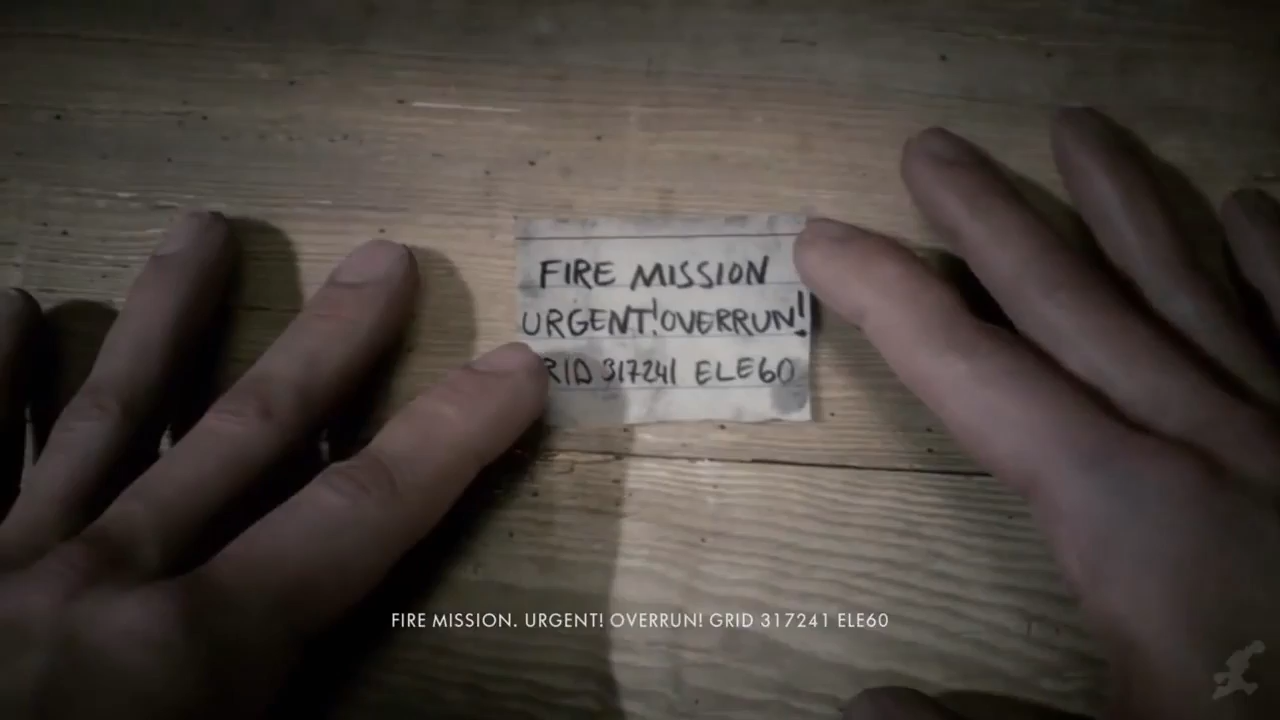 FIRE MISSION
URGENT! OVERRUN!
RID 317241 ELE60
FIRE MISSION. URGENT! OVERRUN! GRID 317241 ELE60